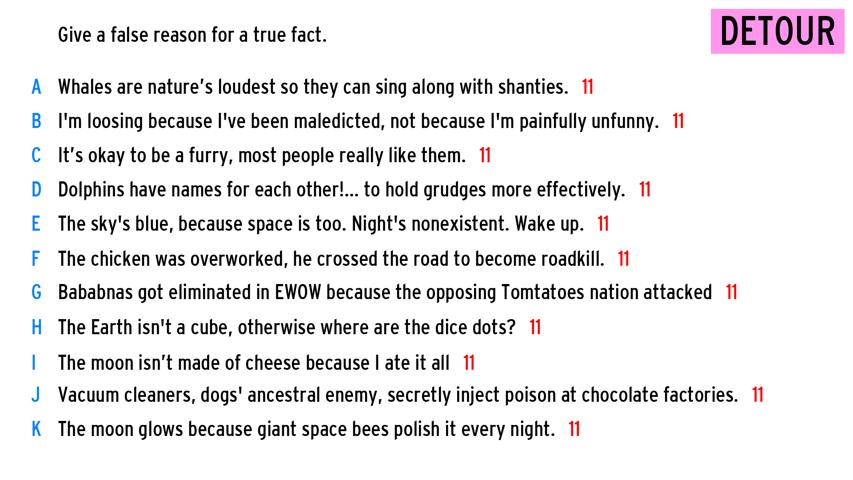 Give a false reason for a true fact.
DETOUR
A Whales are nature's loudest so they can sing along with shanties. 11
B I'm loosing because I've been maledicted, not because I'm painfully unfunny. 11
C It's okay to be a furry, most people really like them. 11
D Dolphins have names for each other!... to hold grudges more effectively. 11
E The sky's blue, because space is too. Night's nonexistent. Wake up. 11
F The chicken was overworked, he crossed the road to become roadkill. 11
G Bababnas got eliminated in EWOW because the opposing Tomtatoes nation attacked 11
H The Earth isn't a cube, otherwise where are the dice dots? 11
I The moon isn't made of cheese because I ate it all 11
J Vacuum cleaners, dogs' ancestral enemy, secretly inject poison at chocolate factories. 11
K The moon glows because giant space bees polish it every night. 11